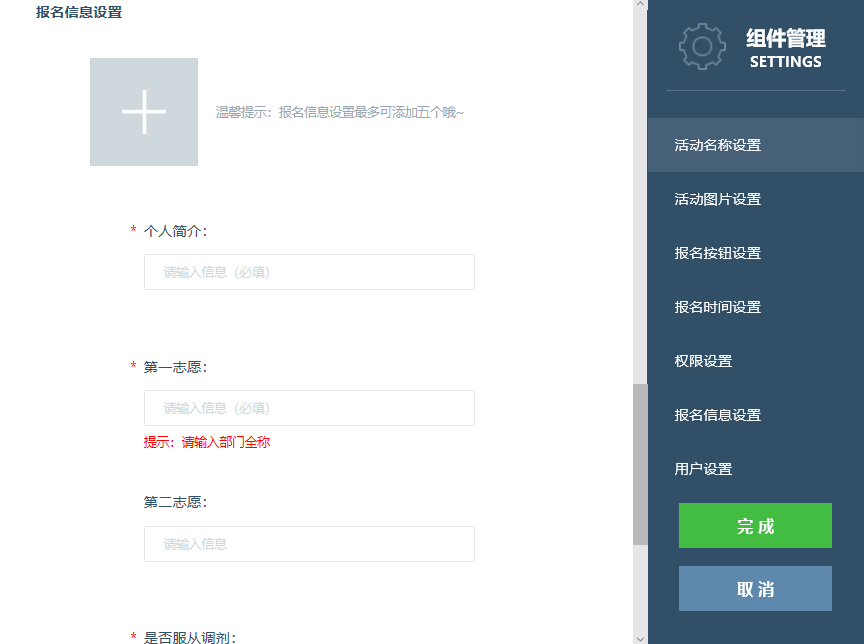 报名信息设置
温馨提示：报名信息设置最多可添加五个哦~
* 个人简介：
请输入信息（必填）
* 第一志愿：
请输入信息（必填）
提示：请输入部门全称
第二志愿：
请输入信息
* 是否服从调剂：
组件管理
SETTINGS
活动名称设置
活动图片设置
报名按钮设置
报名时间设置
权限设置
报名信息设置
用户设置
完成
取消